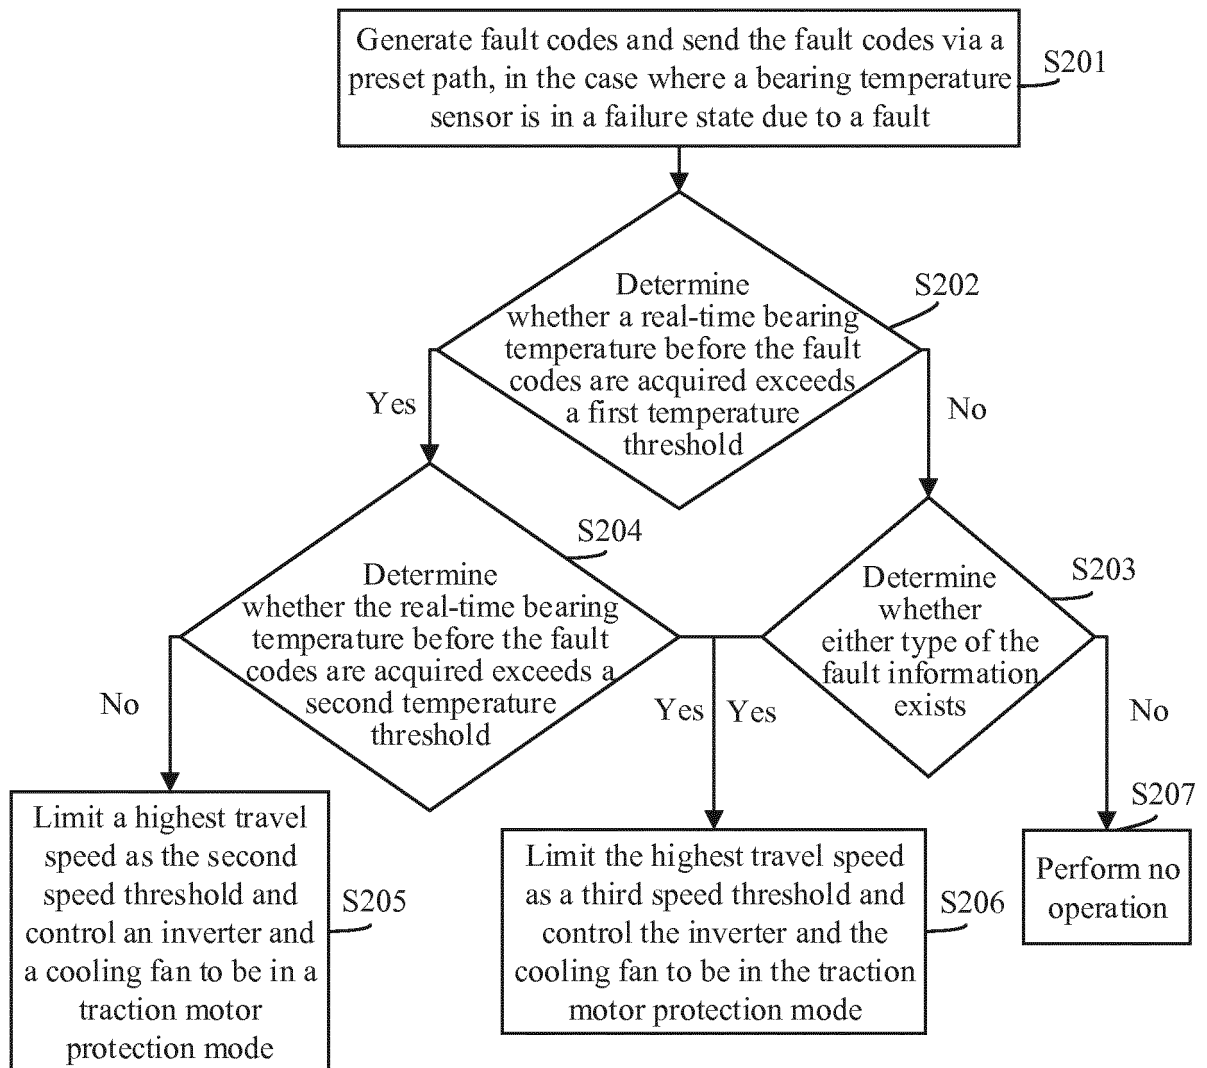 Generate fault codes and send the fault codes via a
preset path, in the case where a bearing temperature
sensor is in a failure state due to a fault
S201
Determine
whether a real-time bearing
temperature before the fault
codes are acquired exceeds
a first temperature
threshold
S202
Yes
No
Determine
whether the real-time bearing
temperature before the fault
codes are acquired exceeds a
second temperature
threshold
S204
Determine
whether
either type of the
fault information
exists
S203
No
Yes
Yes
No
Limit a highest travel
speed as the second
speed threshold and
control an inverter and
a cooling fan to be in a
traction motor
protection mode
S205
Limit the highest travel speed
as a third speed threshold and
control the inverter and the
cooling fan to be in the traction
motor protection mode
S206
S207
Perform no
operation